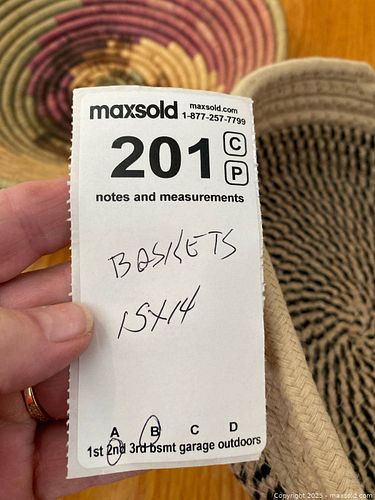 maxsold maxsold.com
1-877-257-7799
201 C
P
notes and measurements
BASKETS
15X14
A B C D
1st 2nd 3rd bsmt garage outdoors
Copyright 2025 - maxsold.com